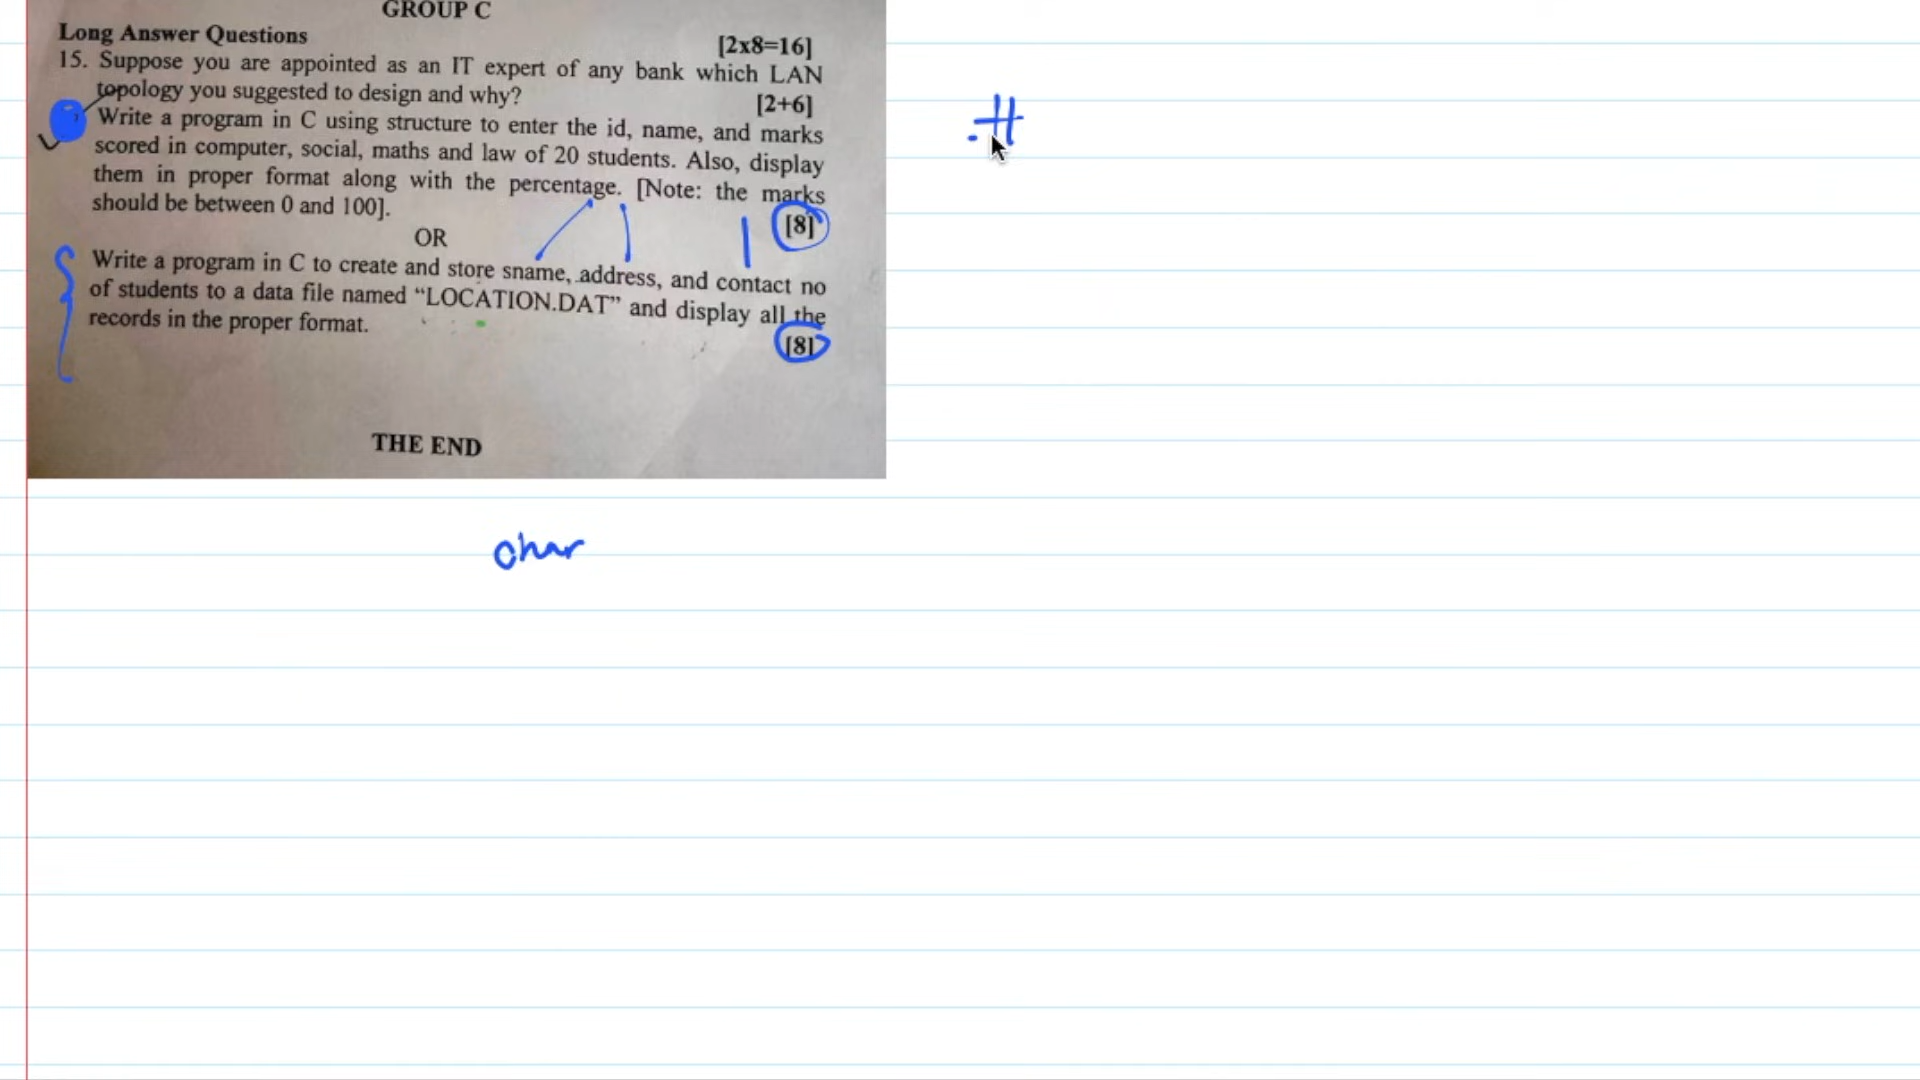 GROUP C
Long Answer Questions [2x8=16]
15. Suppose you are appointed as an IT expert of any bank which LAN
topology you suggested to design and why? [2+6]
Write a program in C using structure to enter the id, name, and marks
scored in computer, social, maths and law of 20 students. Also, display
them in proper format along with the percentage. [Note: the marks
should be between 0 and 100]. [8]
OR
Write a program in C to create and store sname, address, and contact no
of students to a data file named “LOCATION.DAT” and display all the
records in the proper format. [8]
THE END
#
char